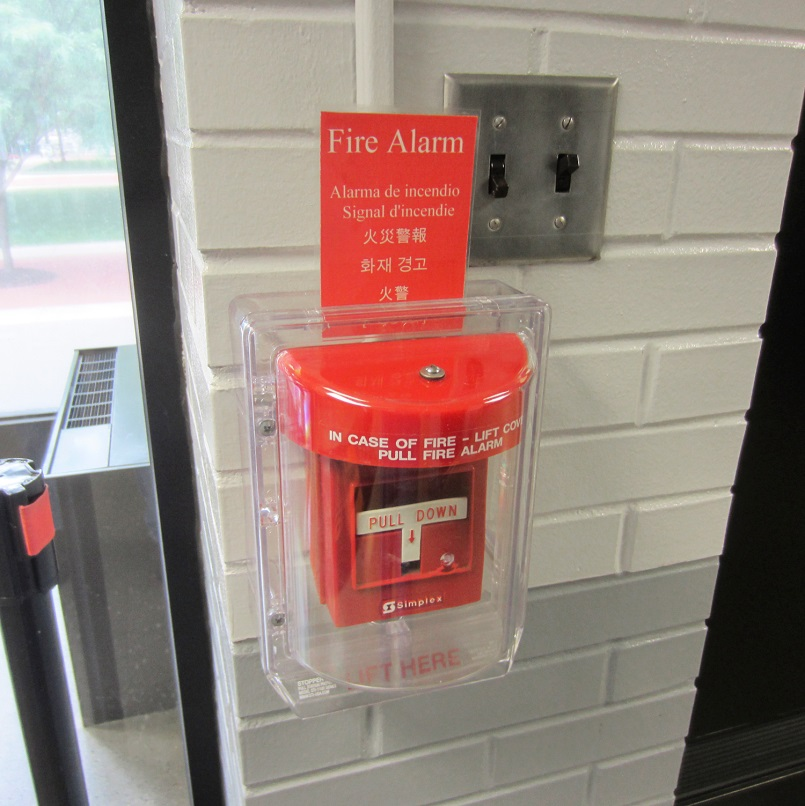 Fire Alarm
Alarma de incendio
Signal d'incendie
火災警報
화재 경고
火警
IN CASE OF FIRE - LIFT COV
PULL FIRE ALARM
PULL DOWN
Simplex
LIFT HERE
STOPPER